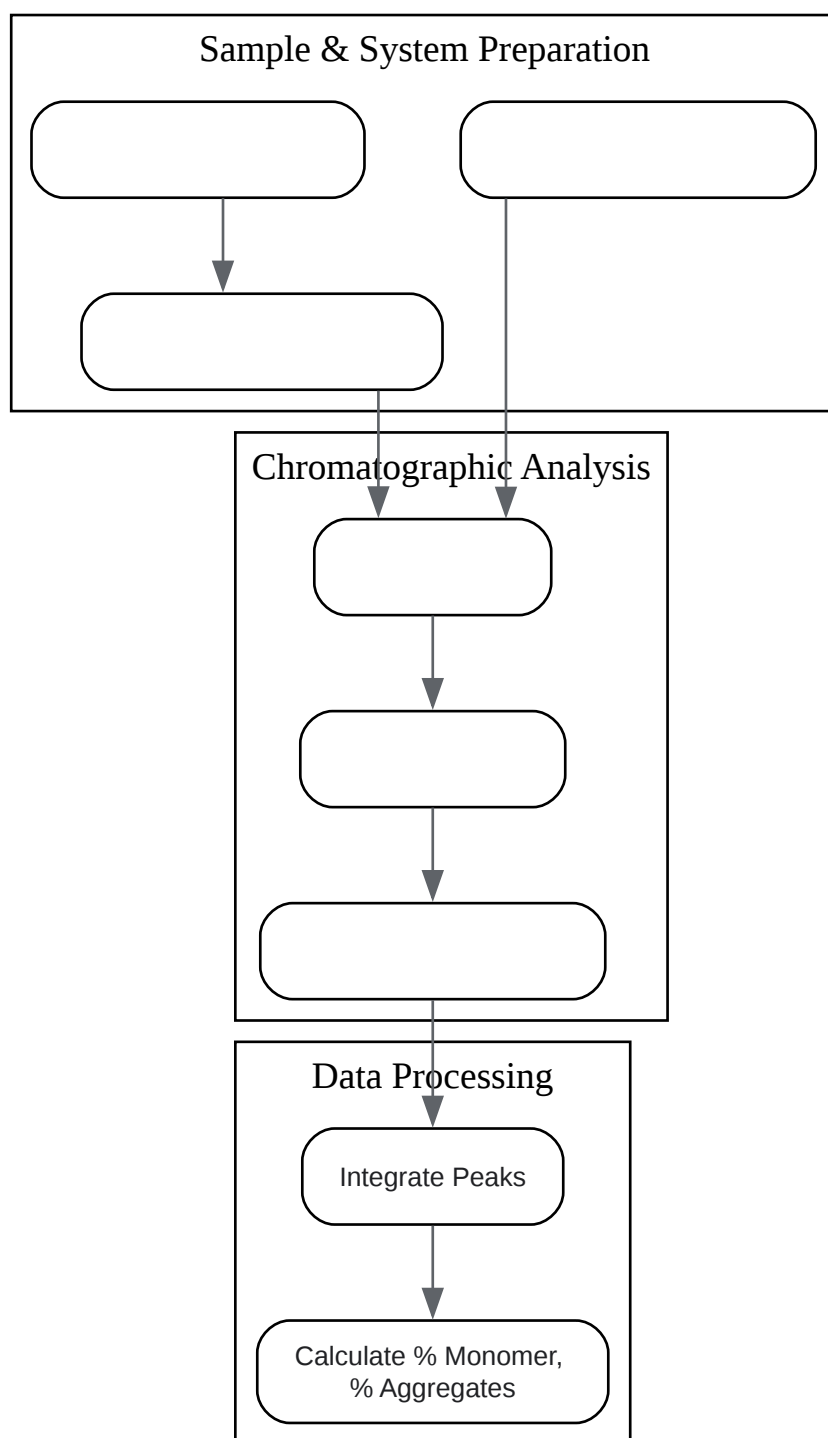 Sample & System Preparation
Chromatographic Analysis
Data Processing
Integrate Peaks
Calculate % Monomer,
% Aggregates